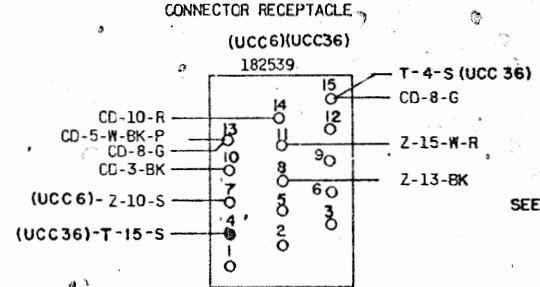 CONNECTOR RECEPTACLE
(UCC6)(UCC36)
182539
15 T-4-S (UCC 36)
CD-8-G
CD-10-R 14
12
CD-5-W-BK-P 13
11 Z-15-W-R
CD-8-G
10 9
CD-3-BK
8 Z-13-BK
7 6
(UCC6)- Z-10-S
5 SEE
4 3
(UCC36)-T-15-S
2
1